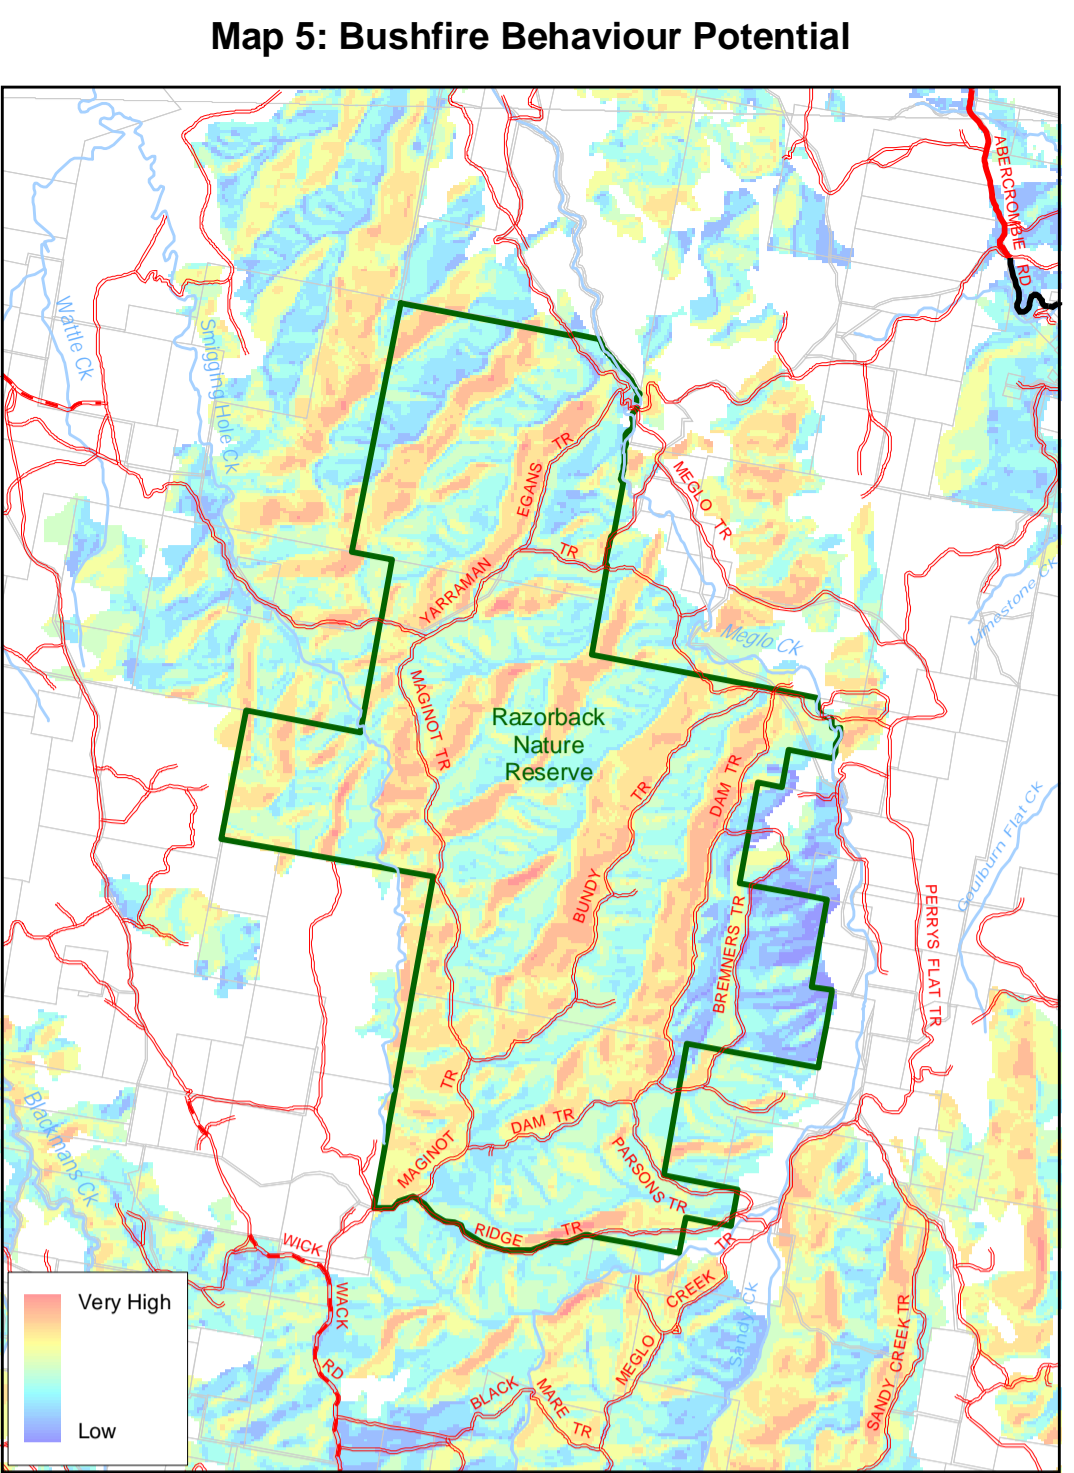 Map 5: Bushfire Behaviour Potential
ABERCROMBIE RD
Wattle Ck
Smigging Hole Ck
EGANS TR
MEGLO TR
TR
YARRAMAN
Limestone Ck
Meglo Ck
MAGINOT TR
Razorback
Nature
Reserve
DAM TR
BUNDY TR
Goulburn Flat Ck
PERRYS FLAT TR
BREMNERS TR
Blackmans Ck
MAGINOT TR
DAM TR
PARSONS TR
RIDGE TR
WICK
WACK
RD
MEGLO CREEK TR
Sandy Ck
SANDY CREEK TR
BLACK
MARE TR
Very High
Low